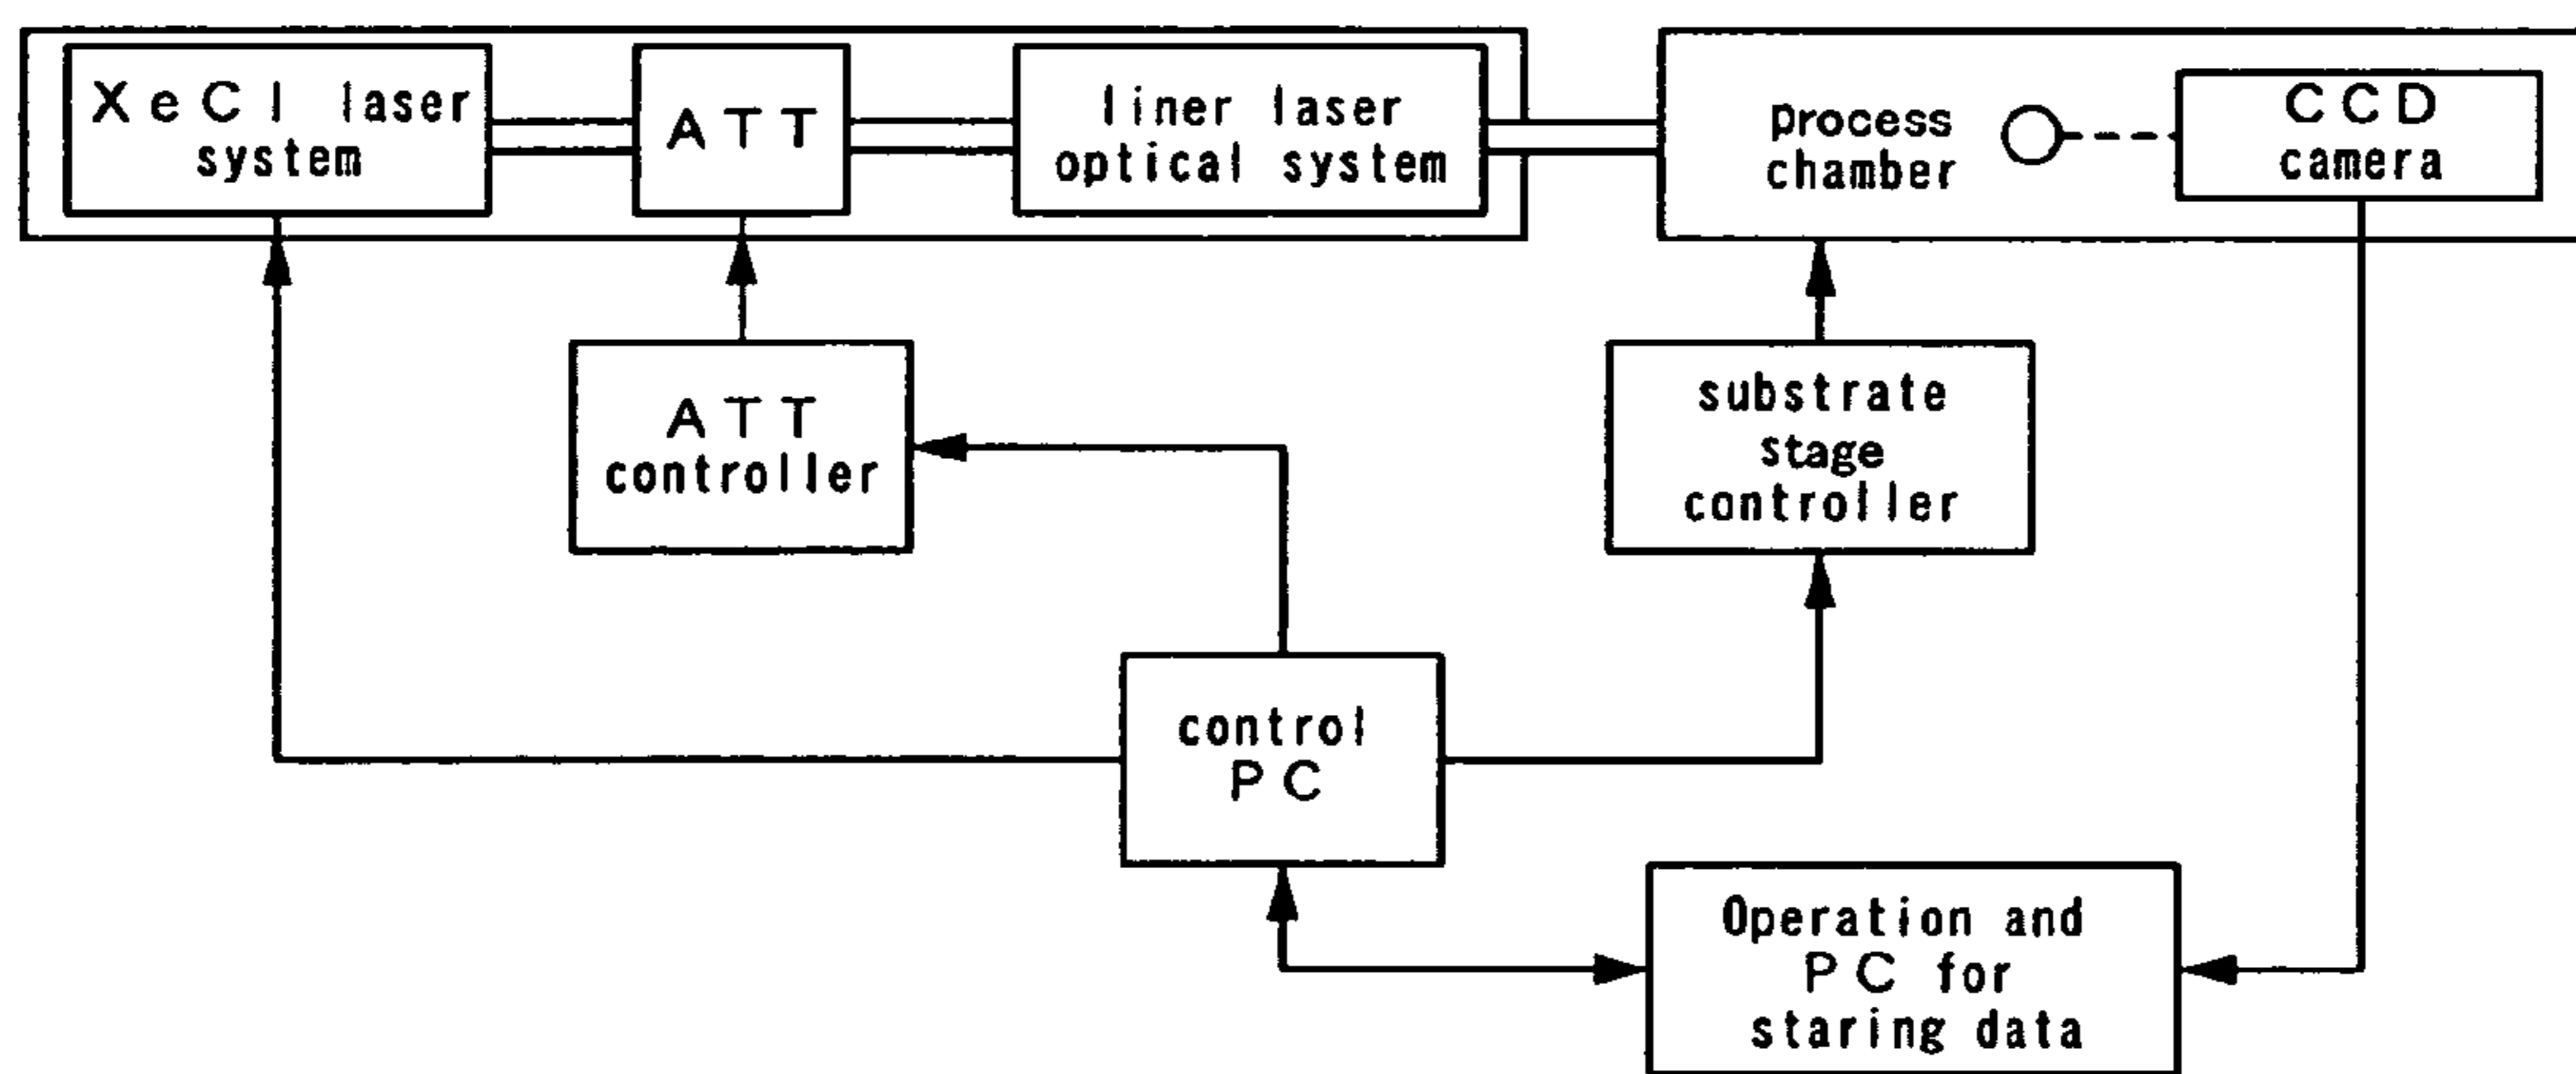 XeCl laser
system
ATT
liner laser
optical system
process
chamber
CCD
camera
ATT
controller
substrate
stage
controller
control
PC
Operation and
PC for
staring data